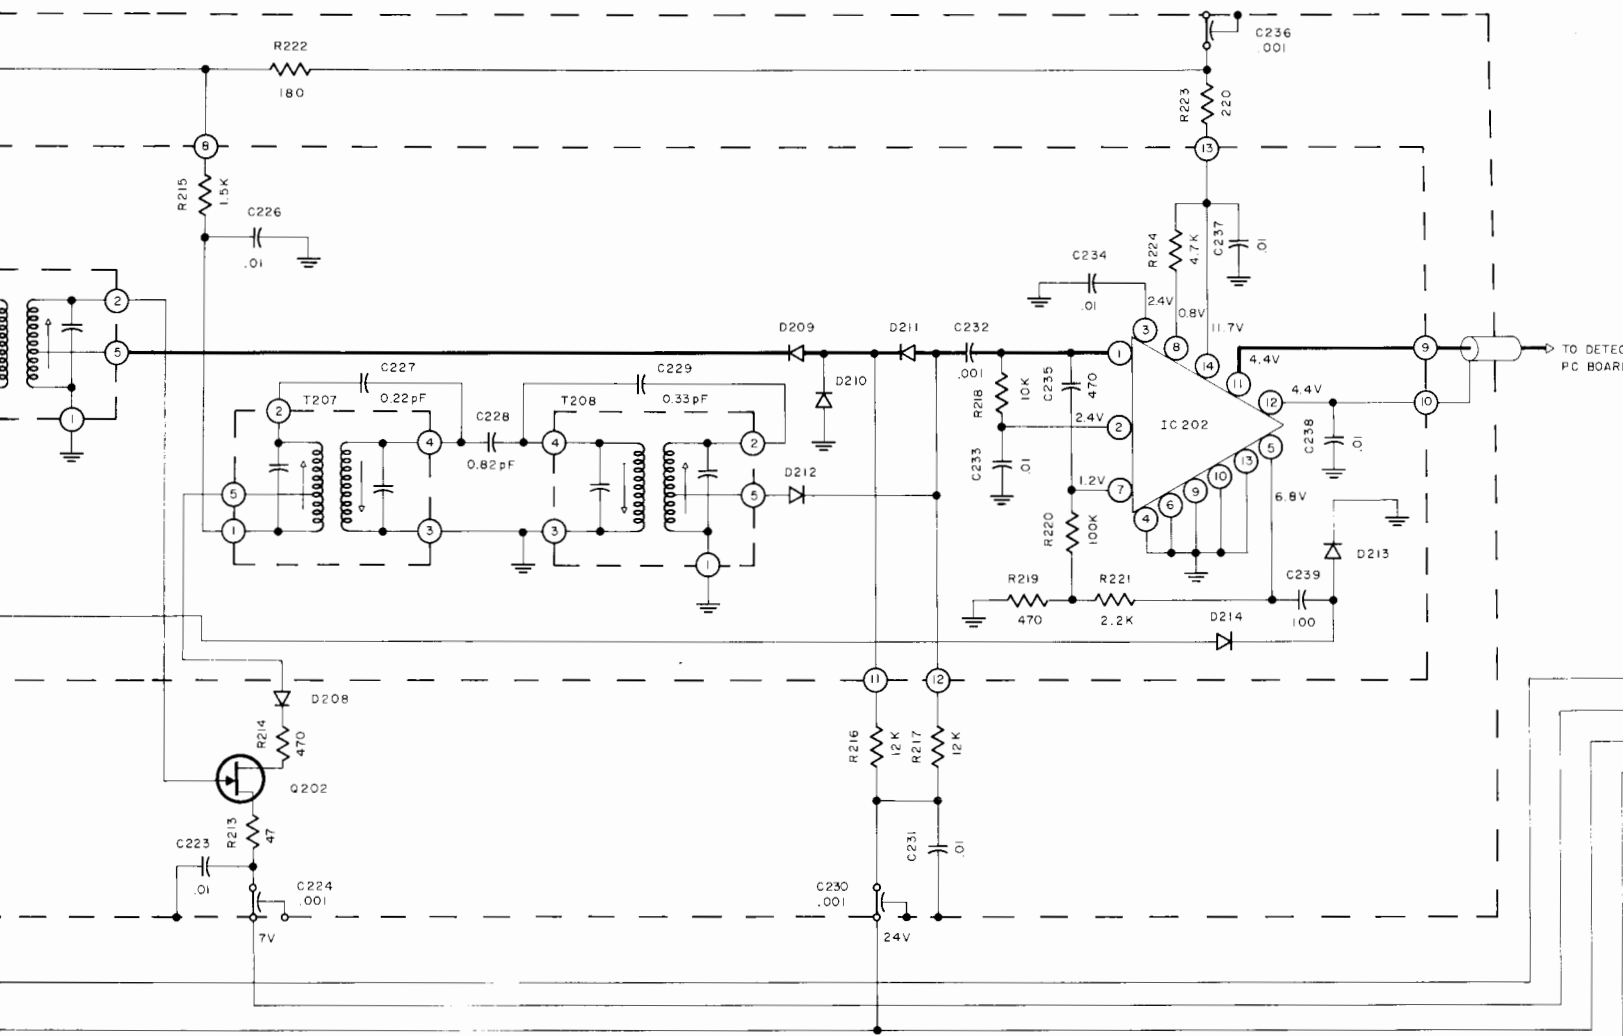 R222
180
C236
.001
R223
220
8
13
R215
1.5K
C226
.01
R224
4.7K
C237
.01
C234
.01
2.4V
0.8V
11.7V
2
5
1
3
8
14
11
12
5
13
10
9
6
4
7
2
1
D209
D211
C232
.001
D210
D212
R218
10K
C235
470
2.4V
C233
.01
1.2V
R220
100K
IC202
4.4V
4.4V
6.8V
9
10
TO DETEC
PC BOAR
C238
.01
D213
C239
100
R219
470
R221
2.2K
D214
C227
0.22pF
T207
2
4
5
1
3
C228
0.82pF
C229
0.33pF
T208
4
2
5
3
1
11
12
D208
R214
470
Q202
R213
47
C223
.01
C224
.001
7V
R216
12K
R217
12K
C231
.01
C230
.001
24V